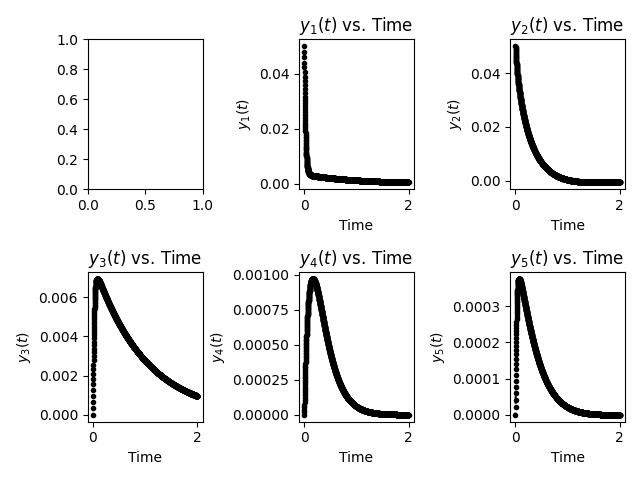 1.0
0.8
0.6
0.4
0.2
0.0
0.0 0.5 1.0
y₁(t) vs. Time
0.04
0.02
0.00
y₁(t)
0 2
Time
y₂(t) vs. Time
0.04
0.02
0.00
y₂(t)
0 2
Time
y₃(t) vs. Time
0.006
0.004
0.002
0.000
y₃(t)
0 2
Time
y₄(t) vs. Time
0.00100
0.00075
0.00050
0.00025
0.00000
y₄(t)
0 2
Time
y₅(t) vs. Time
0.0003
0.0002
0.0001
0.0000
y₅(t)
0 2
Time